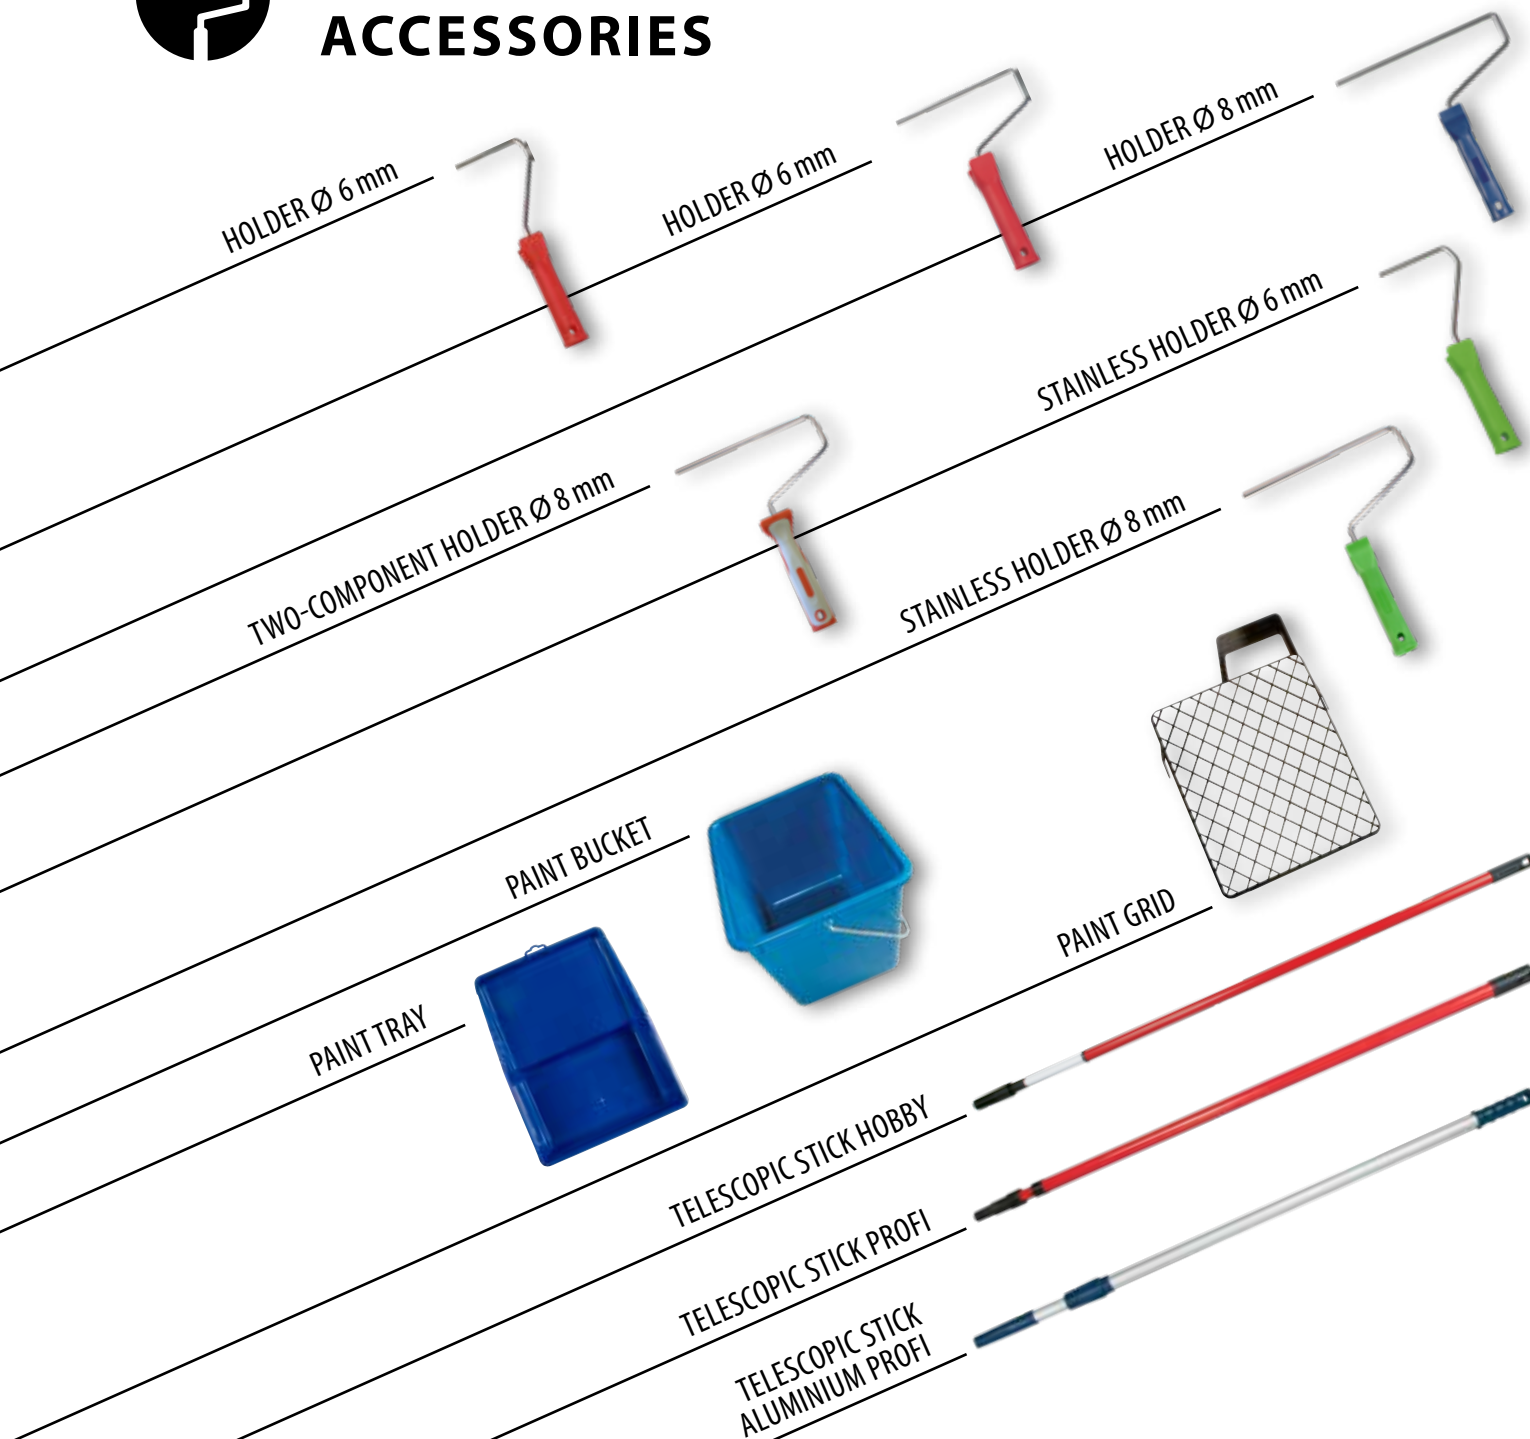 ACCESSORIES
HOLDER Ø 6 mm
HOLDER Ø 6 mm
HOLDER Ø 8 mm
STAINLESS HOLDER Ø 6 mm
TWO-COMPONENT HOLDER Ø 8 mm
STAINLESS HOLDER Ø 8 mm
PAINT BUCKET
PAINT GRID
PAINT TRAY
TELESCOPIC STICK HOBBY
TELESCOPIC STICK PROFI
TELESCOPIC STICK
ALUMINIUM PROFI